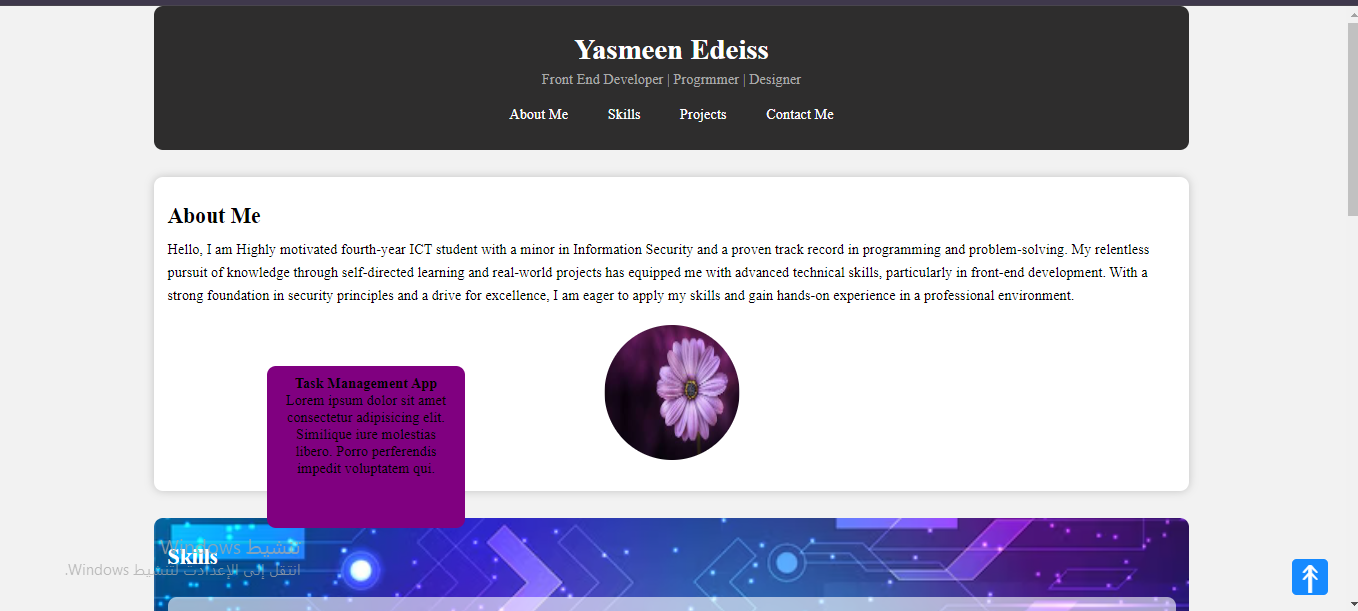 Yasmeen Edeiss
Front End Developer | Progrmmer | Designer
About Me Skills Projects Contact Me
About Me
Hello, I am Highly motivated fourth-year ICT student with a minor in Information Security and a proven track record in programming and problem-solving. My relentless
pursuit of knowledge through self-directed learning and real-world projects has equipped me with advanced technical skills, particularly in front-end development. With a
strong foundation in security principles and a drive for excellence, I am eager to apply my skills and gain hands-on experience in a professional environment.
Task Management App
Lorem ipsum dolor sit amet
consectetur adipisicing elit.
Similique iure molestias
libero. Porro perferendis
impedit voluptatem qui.
تنشيط Windows
Skills
انتقل إلى الإعدادت لتنشيط Windows.